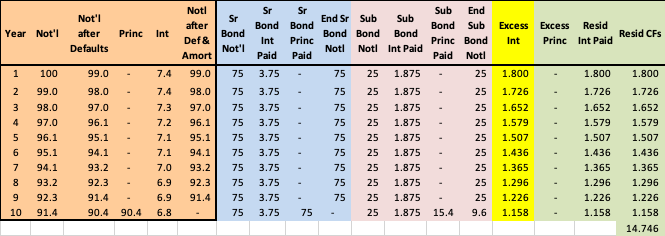 Year Not'l Not'l after Defaults Princ Int Notl after Def & Amort Sr Bond Not'l Sr Bond Int Paid Sr Bond Princ Paid End Sr Bond Notl Sub Bond Notl Sub Bond Int Paid Sub Bond Princ Paid End Sub Bond Notl Excess Int Excess Princ Resid Int Paid Resid CFs
1 100 99.0 - 7.4 99.0 75 3.75 - 75 25 1.875 - 25 1.800 - 1.800 1.800
2 99.0 98.0 - 7.4 98.0 75 3.75 - 75 25 1.875 - 25 1.726 - 1.726 1.726
3 98.0 97.0 - 7.3 97.0 75 3.75 - 75 25 1.875 - 25 1.652 - 1.652 1.652
4 97.0 96.1 - 7.2 96.1 75 3.75 - 75 25 1.875 - 25 1.579 - 1.579 1.579
5 96.1 95.1 - 7.1 95.1 75 3.75 - 75 25 1.875 - 25 1.507 - 1.507 1.507
6 95.1 94.1 - 7.1 94.1 75 3.75 - 75 25 1.875 - 25 1.436 - 1.436 1.436
7 94.1 93.2 - 7.0 93.2 75 3.75 - 75 25 1.875 - 25 1.365 - 1.365 1.365
8 93.2 92.3 - 6.9 92.3 75 3.75 - 75 25 1.875 - 25 1.296 - 1.296 1.296
9 92.3 91.4 - 6.9 91.4 75 3.75 - 75 25 1.875 - 25 1.226 - 1.226 1.226
10 91.4 90.4 90.4 6.8 - 75 3.75 75 - 25 1.875 15.4 9.6 1.158 - 1.158 1.158
14.746